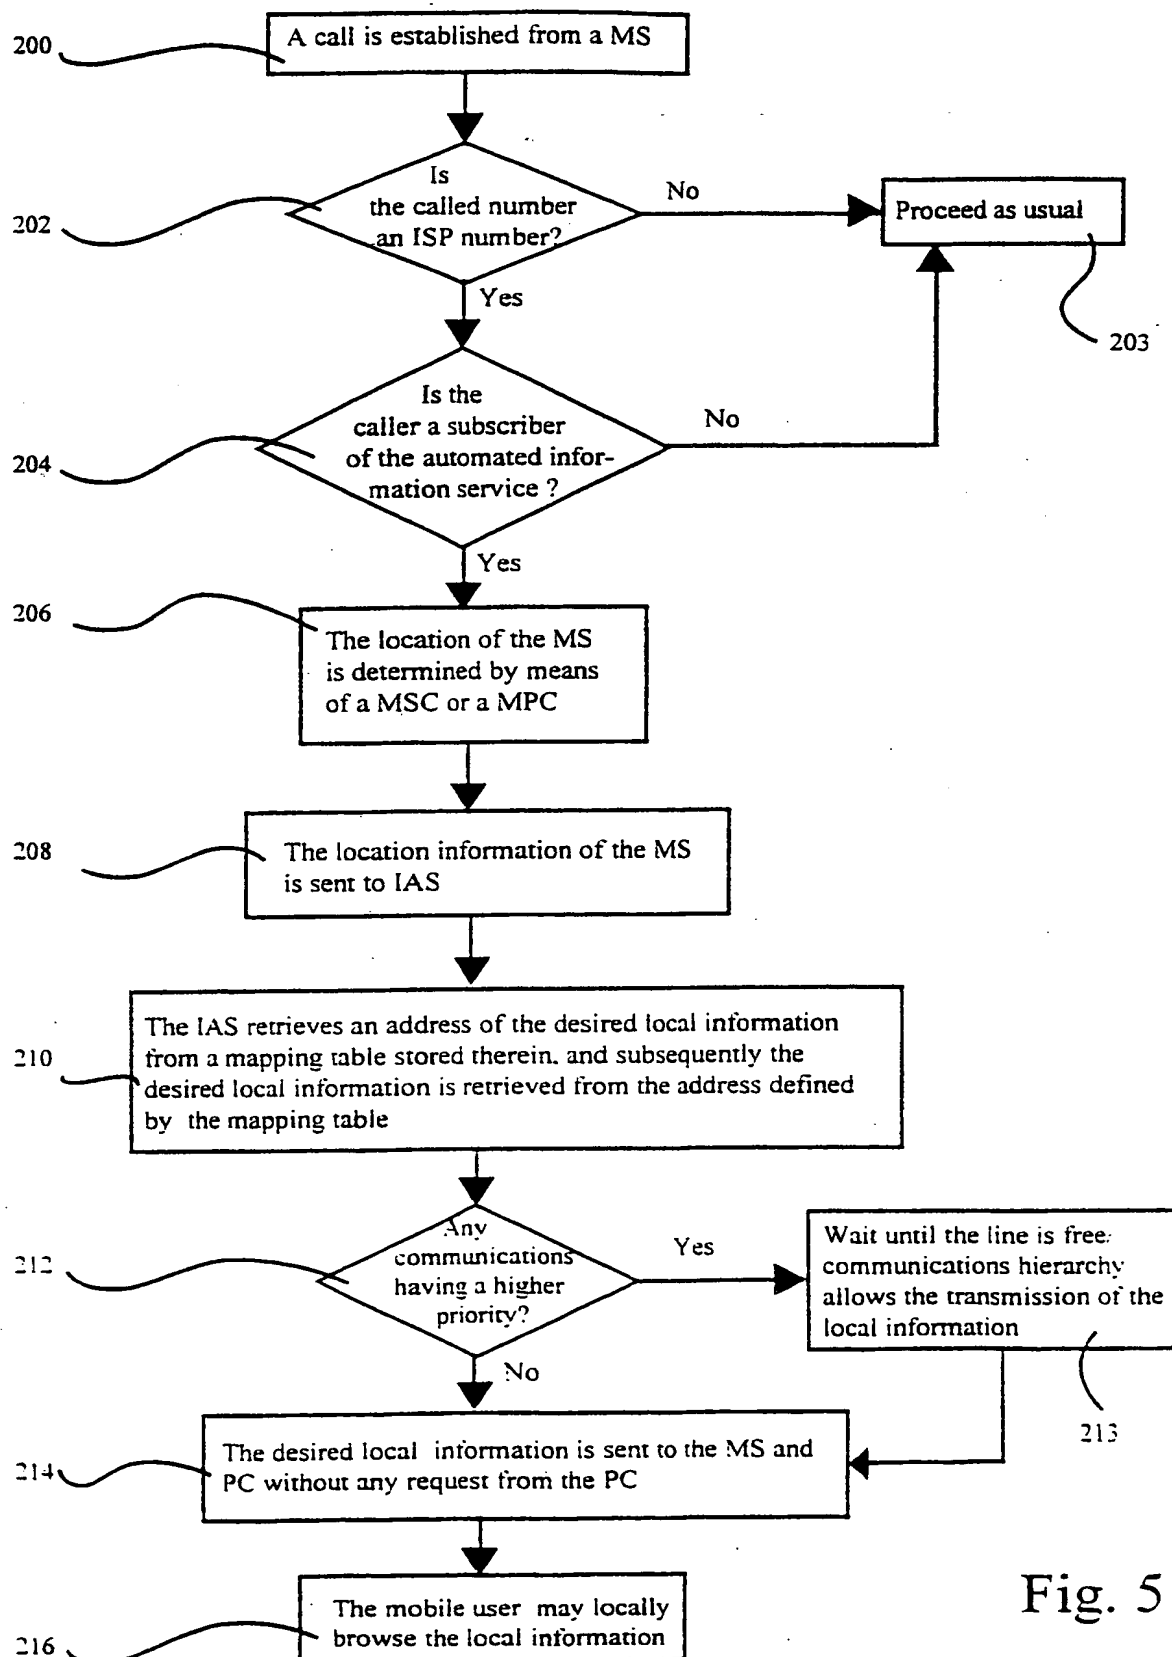 200
A call is established from a MS
Is
the called number
an ISP number?
No
Proceed as usual
202
Yes
203
Is the
caller a subscriber
of the automated infor-
mation service ?
No
204
Yes
206
The location of the MS
is determined by means
of a MSC or a MPC
208
The location information of the MS
is sent to IAS
210
The IAS retrieves an address of the desired local information
from a mapping table stored therein. and subsequently the
desired local information is retrieved from the address defined
by the mapping table
212
Any
communications
having a higher
priority?
Yes
Wait until the line is free/
communications hierarchy
allows the transmission of the
local information
No
213
214
The desired local information is sent to the MS and
PC without any request from the PC
Fig. 5
216
The mobile user may locally
browse the local information